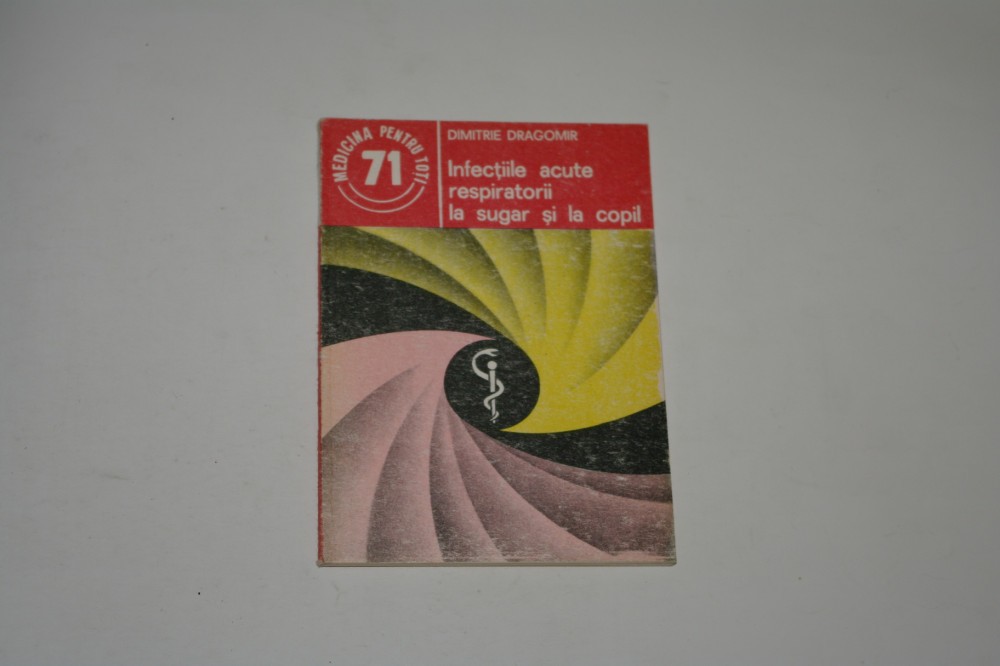 MEDICINA PENTRU TOȚI
71
DIMITRIE DRAGOMIR
Infecțiile acute
respiratorii
la sugar și la copil